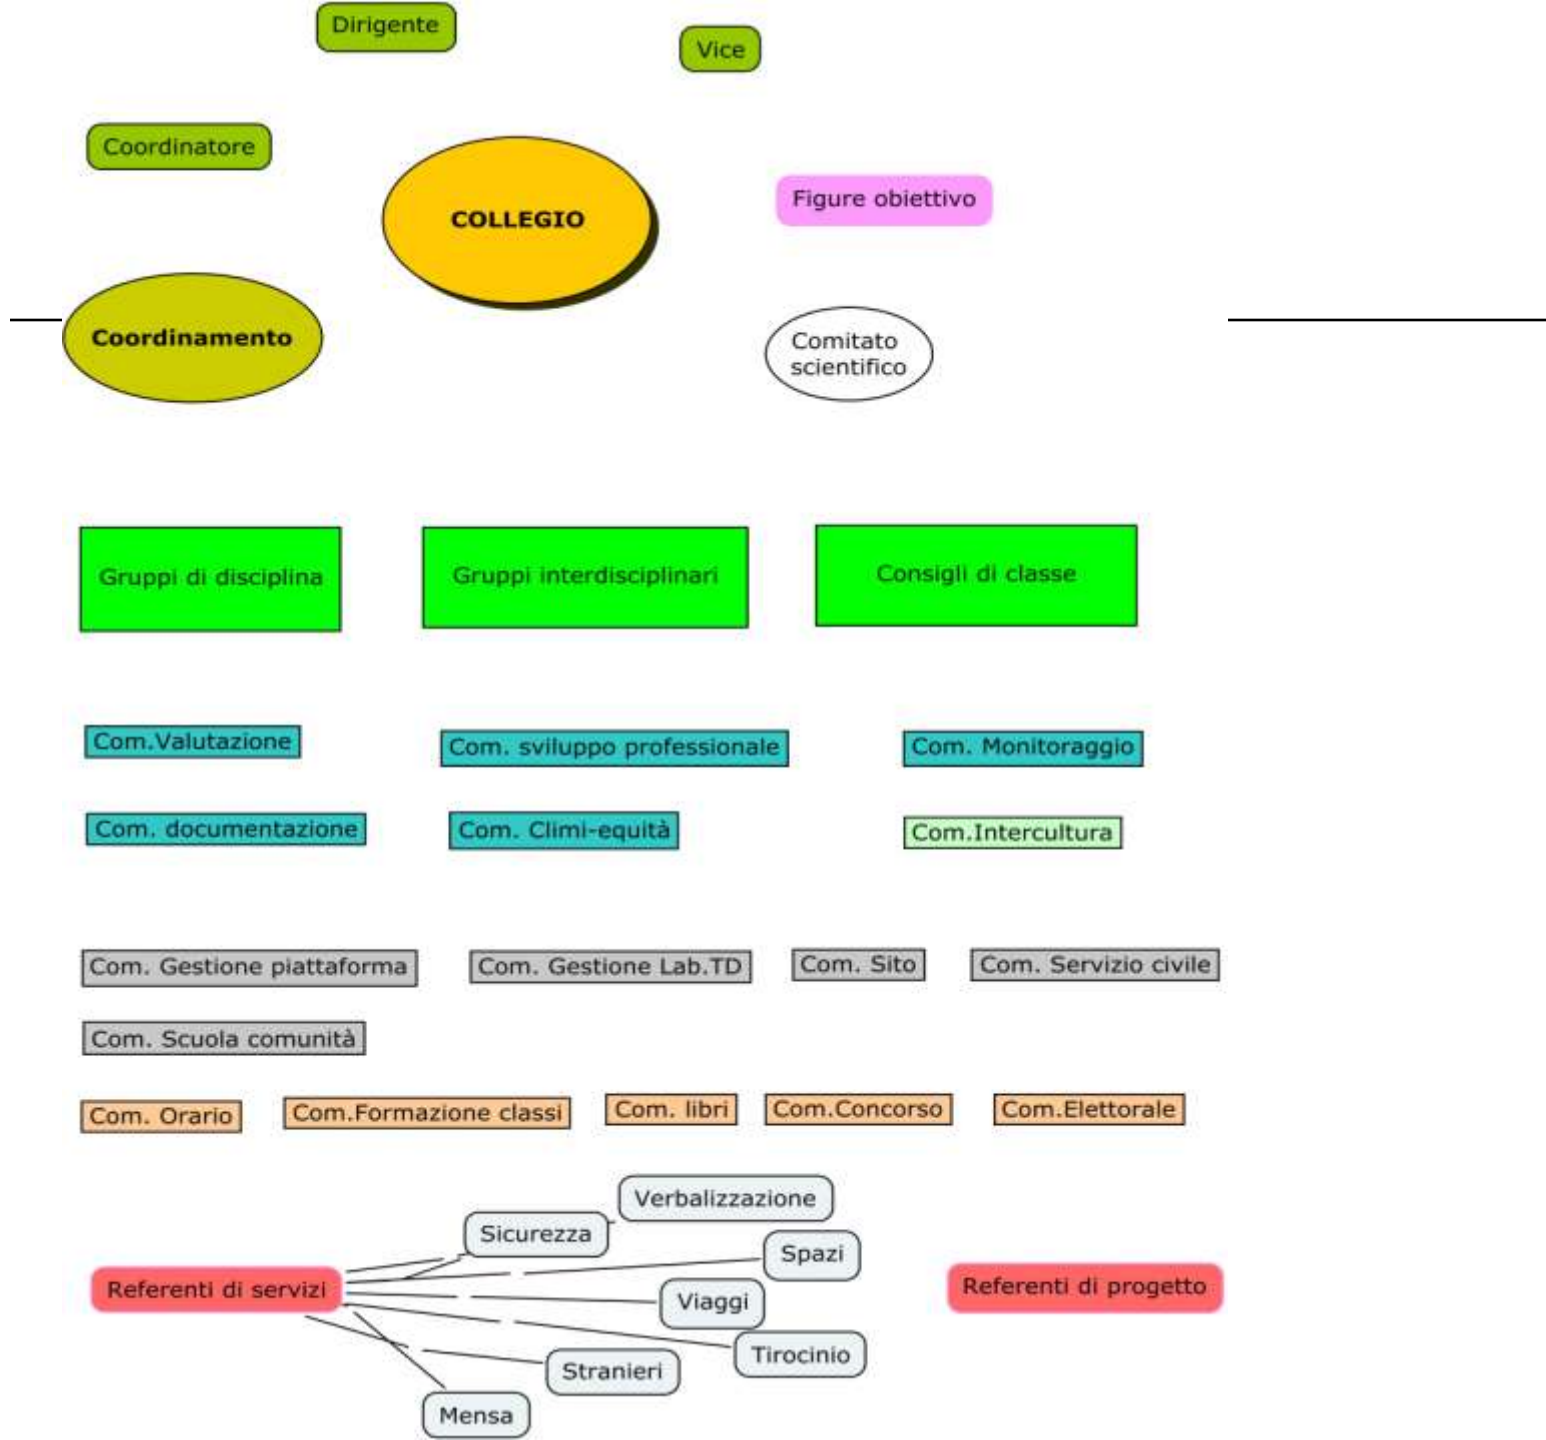 Dirigente
Vice
Coordinatore
COLLEGIO
Figure obiettivo
Coordinamento
Comitato
scientifico
Gruppi di disciplina
Gruppi interdisciplinari
Consigli di classe
Com.Valutazione
Com. sviluppo professionale
Com. Monitoraggio
Com. documentazione
Com. Climi-equità
Com.Intercultura
Com. Gestione piattaforma
Com. Gestione Lab.TD
Com. Sito
Com. Servizio civile
Com. Scuola comunità
Com. Orario
Com.Formazione classi
Com. libri
Com.Concorso
Com.Elettorale
Verbalizzazione
Sicurezza
Spazi
Referenti di servizi
Referenti di progetto
Viaggi
Tirocinio
Stranieri
Mensa